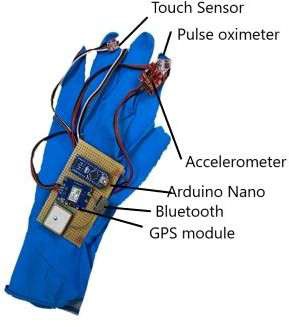 Touch Sensor
Pulse oximeter
Accelerometer
Arduino Nano
Bluetooth
GPS module